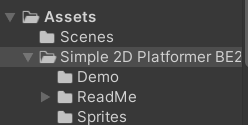 Assets
Scenes
Simple 2D Platformer BE2
Demo
ReadMe
Sprites